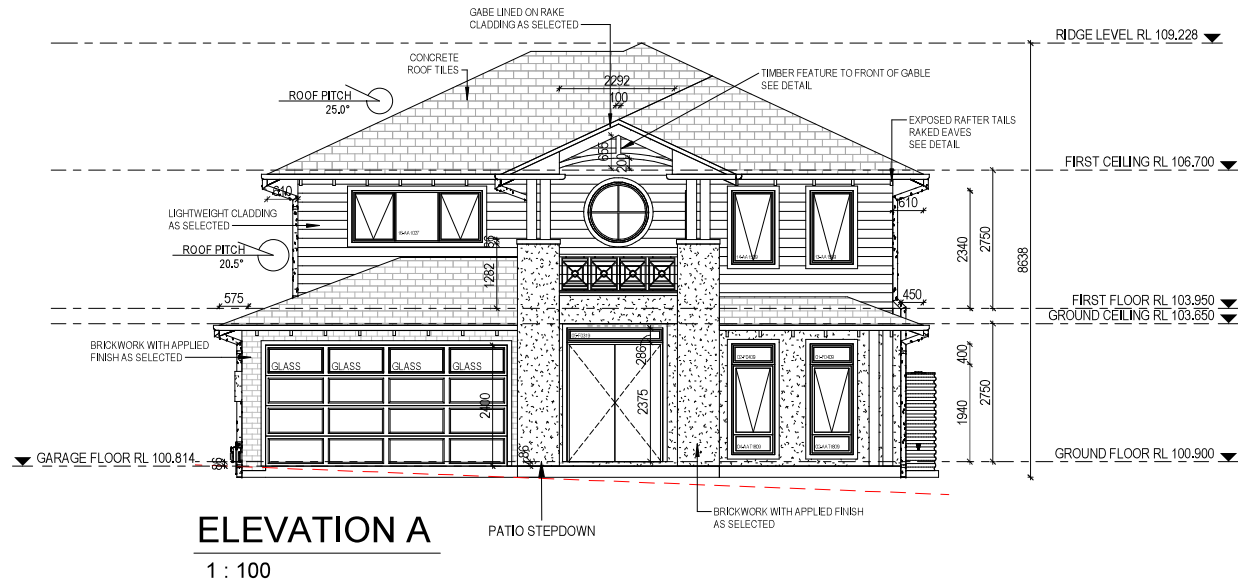 GABE LINED ON RAKE
CLADDING AS SELECTED
RIDGE LEVEL RL 109.228
CONCRETE
ROOF TILES
TIMBER FEATURE TO FRONT OF GABLE
SEE DETAIL
2292
100
ROOF PITCH
25.0°
EXPOSED RAFTER TAILS
RAKED EAVES
SEE DETAIL
656
200
FIRST CEILING RL 106.700
610
610
LIGHTWEIGHT CLADDING
AS SELECTED
ROOF PITCH
20.5°
86
1282
2340
2750
8638
575
450
FIRST FLOOR RL 103.950
GROUND CEILING RL 103.650
BRICKWORK WITH APPLIED
FINISH AS SELECTED
GLASS
GLASS
GLASS
GLASS
286
400
2400
2375
1940
2750
86
86
GARAGE FLOOR RL 100.814
GROUND FLOOR RL 100.900
BRICKWORK WITH APPLIED FINISH
AS SELECTED
PATIO STEPDOWN
ELEVATION A
1 : 100